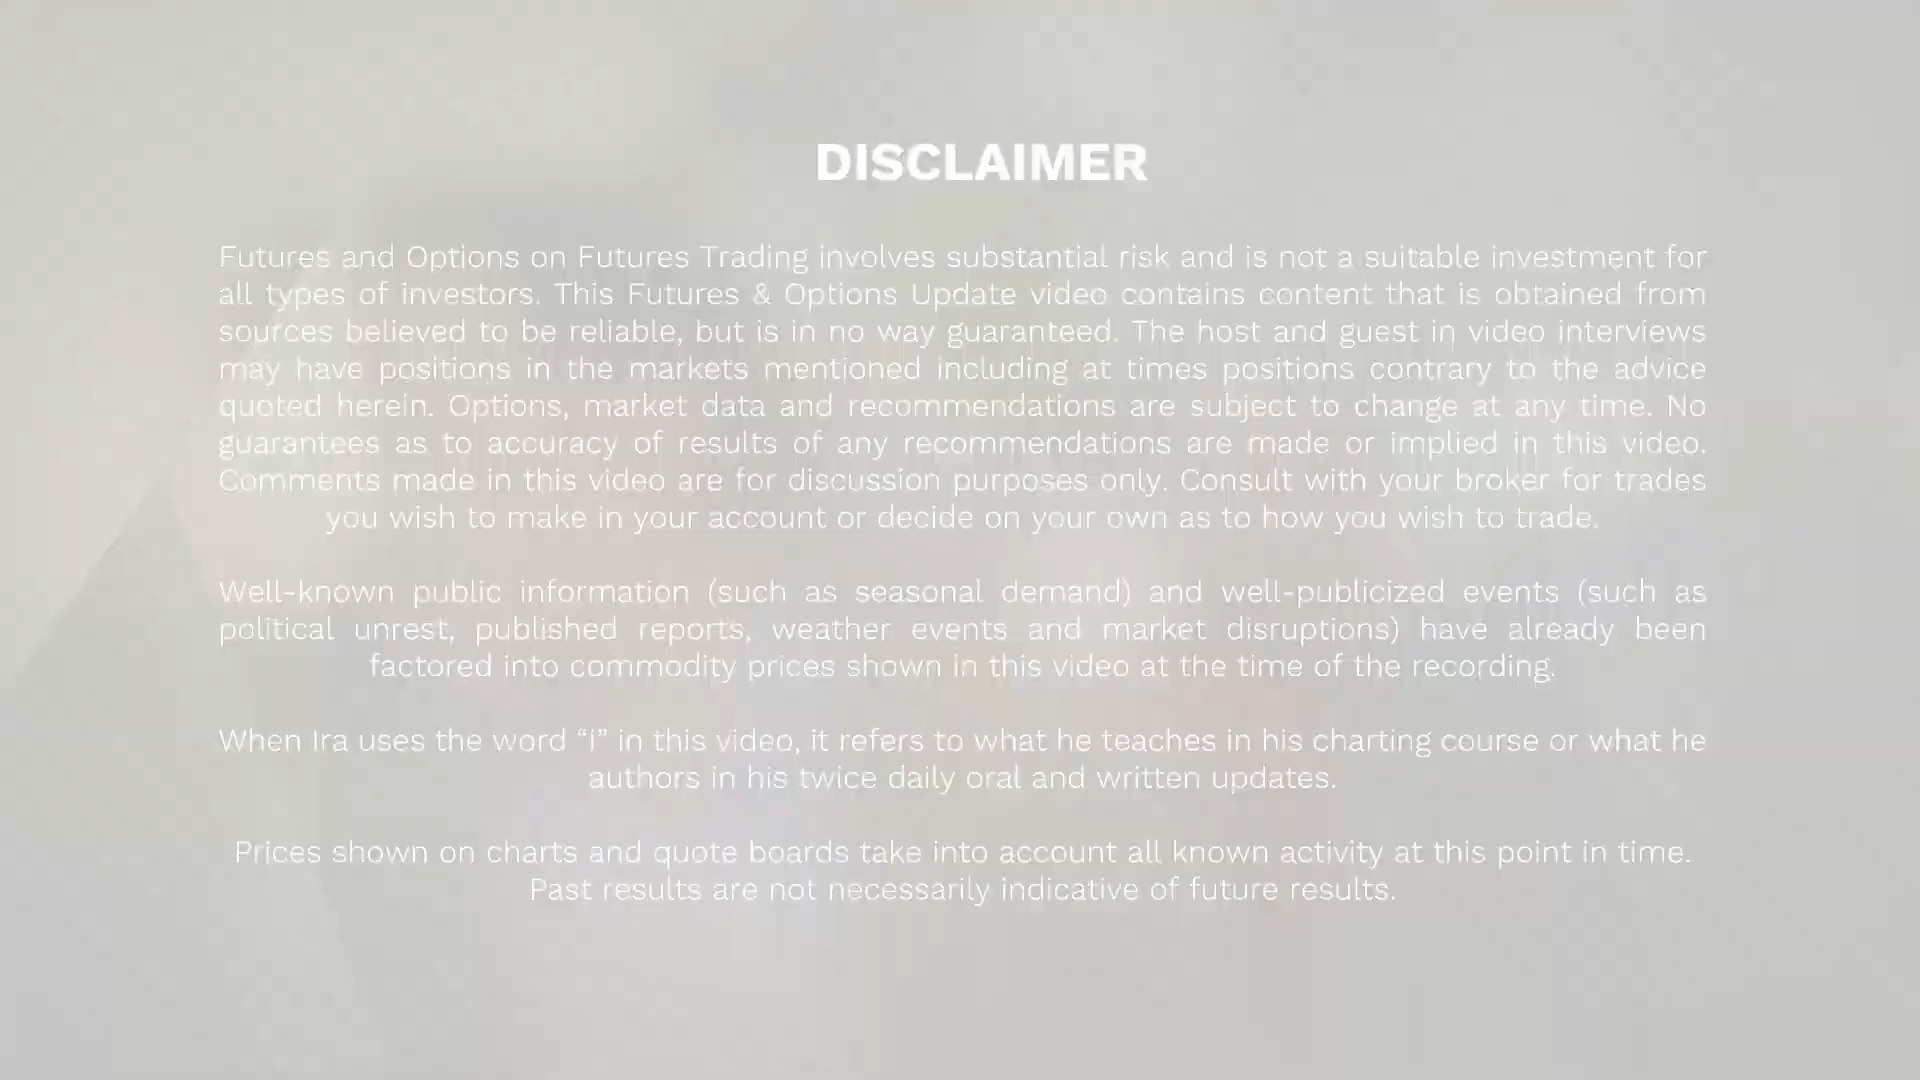 DISCLAIMER
Futures and Options on Futures Trading involves substantial risk and is not a suitable investment for
all types of investors. This Futures & Options Update video contains content that is obtained from
sources believed to be reliable, but is in no way guaranteed. The host and guest in video interviews
may have positions in the markets mentioned including at times positions contrary to the advice
quoted herein. Options, market data and recommendations are subject to change at any time. No
guarantees as to accuracy of results of any recommendations are made or implied in this video.
Comments made in this video are for discussion purposes only. Consult with your broker for trades
you wish to make in your account or decide on your own as to how you wish to trade.
Well-known public information (such as seasonal demand) and well-publicized events (such as
political unrest, published reports, weather events and market disruptions) have already been
factored into commodity prices shown in this video at the time of the recording.
When Ira uses the word “I” in this video, it refers to what he teaches in his charting course or what he
authors in his twice daily oral and written updates.
Prices shown on charts and quote boards take into account all known activity at this point in time.
Past results are not necessarily indicative of future results.